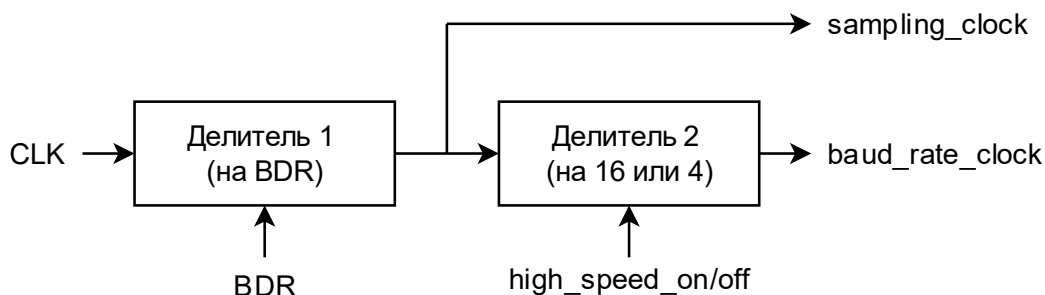 sampling_clock
CLK
Делитель 1
(на BDR)
Делитель 2
(на 16 или 4)
baud_rate_clock
BDR
high_speed_on/off